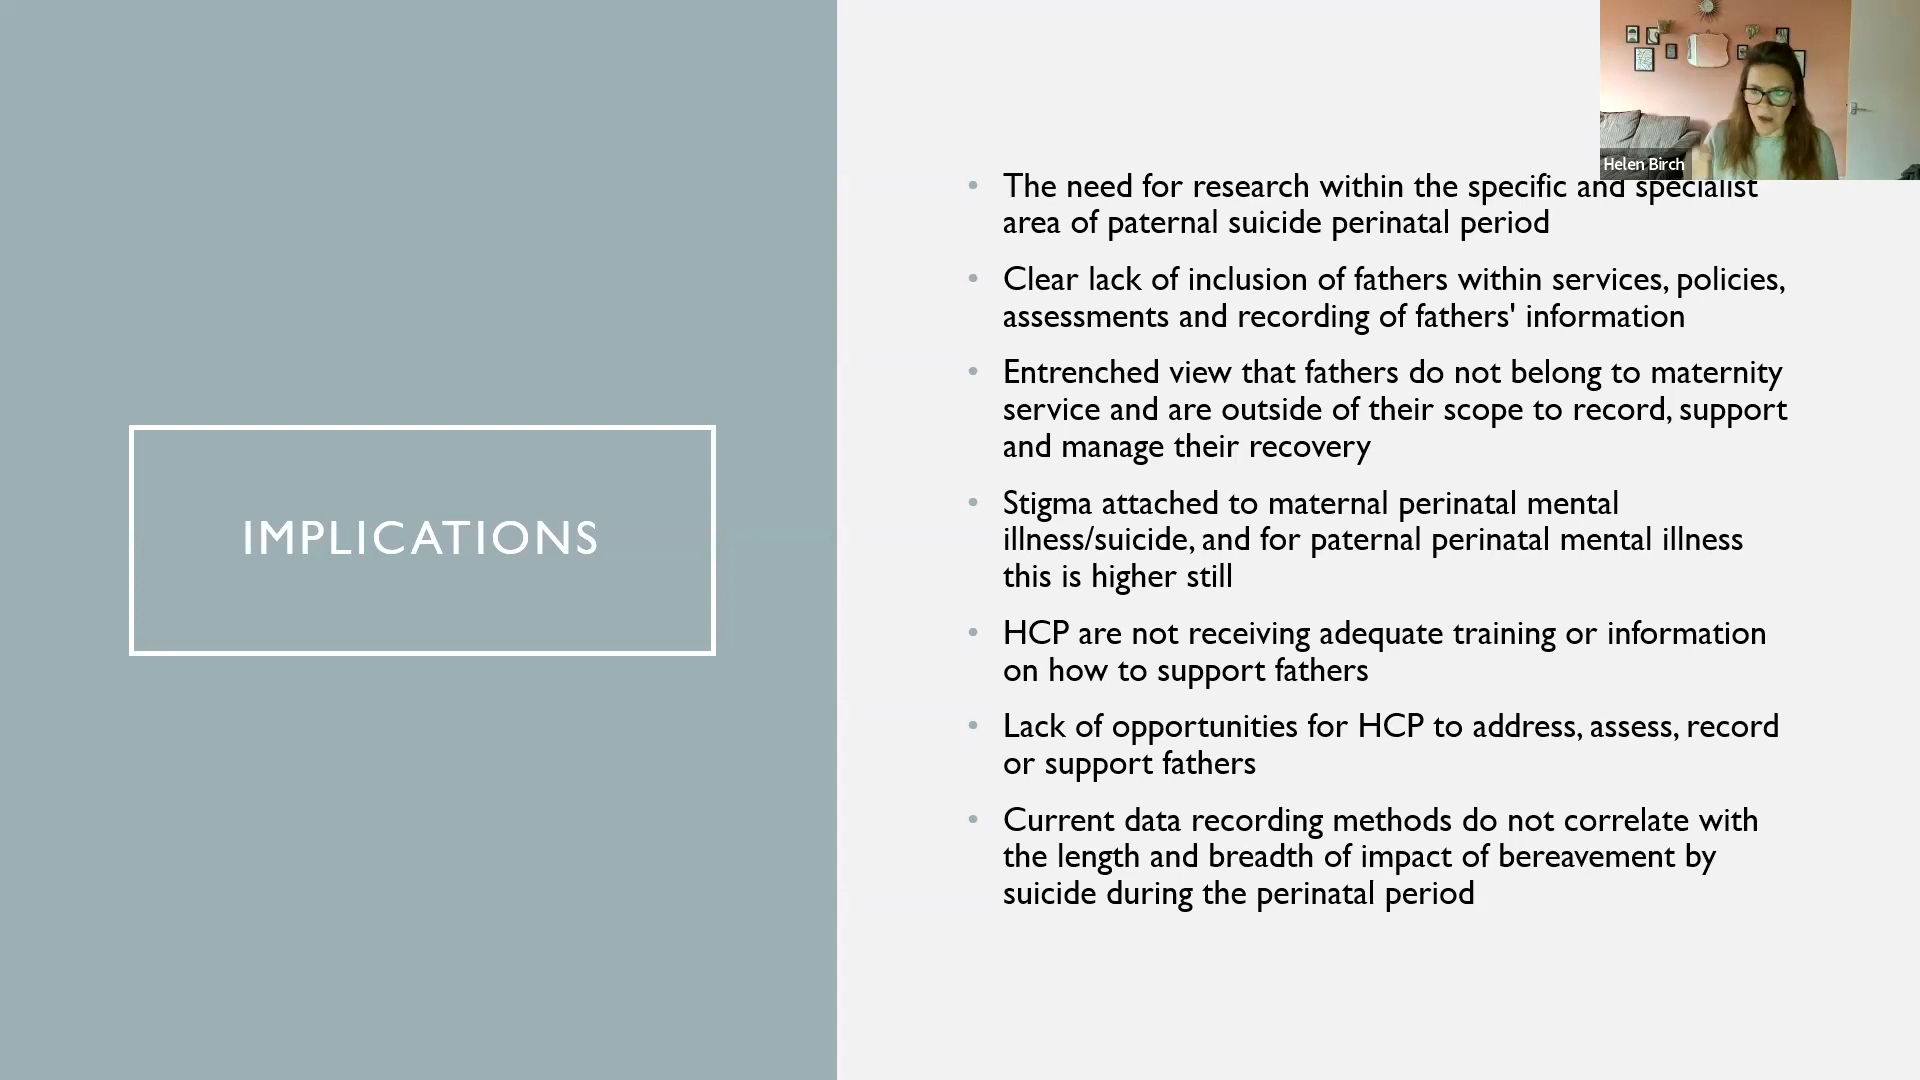 Helen Birch
IMPLICATIONS
• The need for research within the specific and specialist
area of paternal suicide perinatal period
• Clear lack of inclusion of fathers within services, policies,
assessments and recording of fathers' information
• Entrenched view that fathers do not belong to maternity
service and are outside of their scope to record, support
and manage their recovery
• Stigma attached to maternal perinatal mental
illness/suicide, and for paternal perinatal mental illness
this is higher still
• HCP are not receiving adequate training or information
on how to support fathers
• Lack of opportunities for HCP to address, assess, record
or support fathers
• Current data recording methods do not correlate with
the length and breadth of impact of bereavement by
suicide during the perinatal period